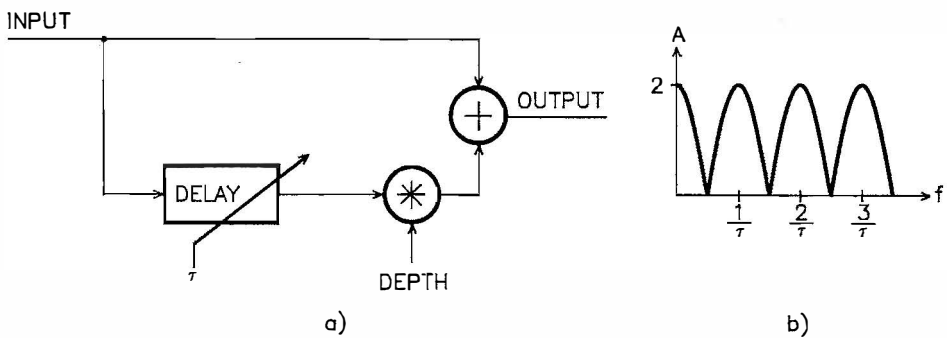 INPUT
DELAY
τ
*
DEPTH
+
OUTPUT
a)
A
2
1/τ 2/τ 3/τ
f
b)